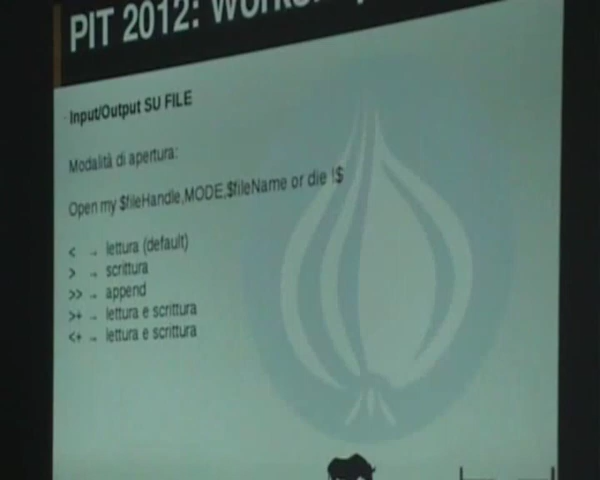 PIT 2012:
- Input/Output SU FILE
Modalità di apertura:
Open my $fileHandle,MODE,$fileName or die !$
< → lettura (default)
> → scrittura
>> → append
>+ → lettura e scrittura
<+ → lettura e scrittura